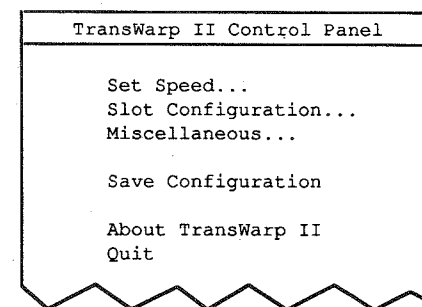 TransWarp II Control Panel
Set Speed...
Slot Configuration...
Miscellaneous...
Save Configuration
About TransWarp II
Quit